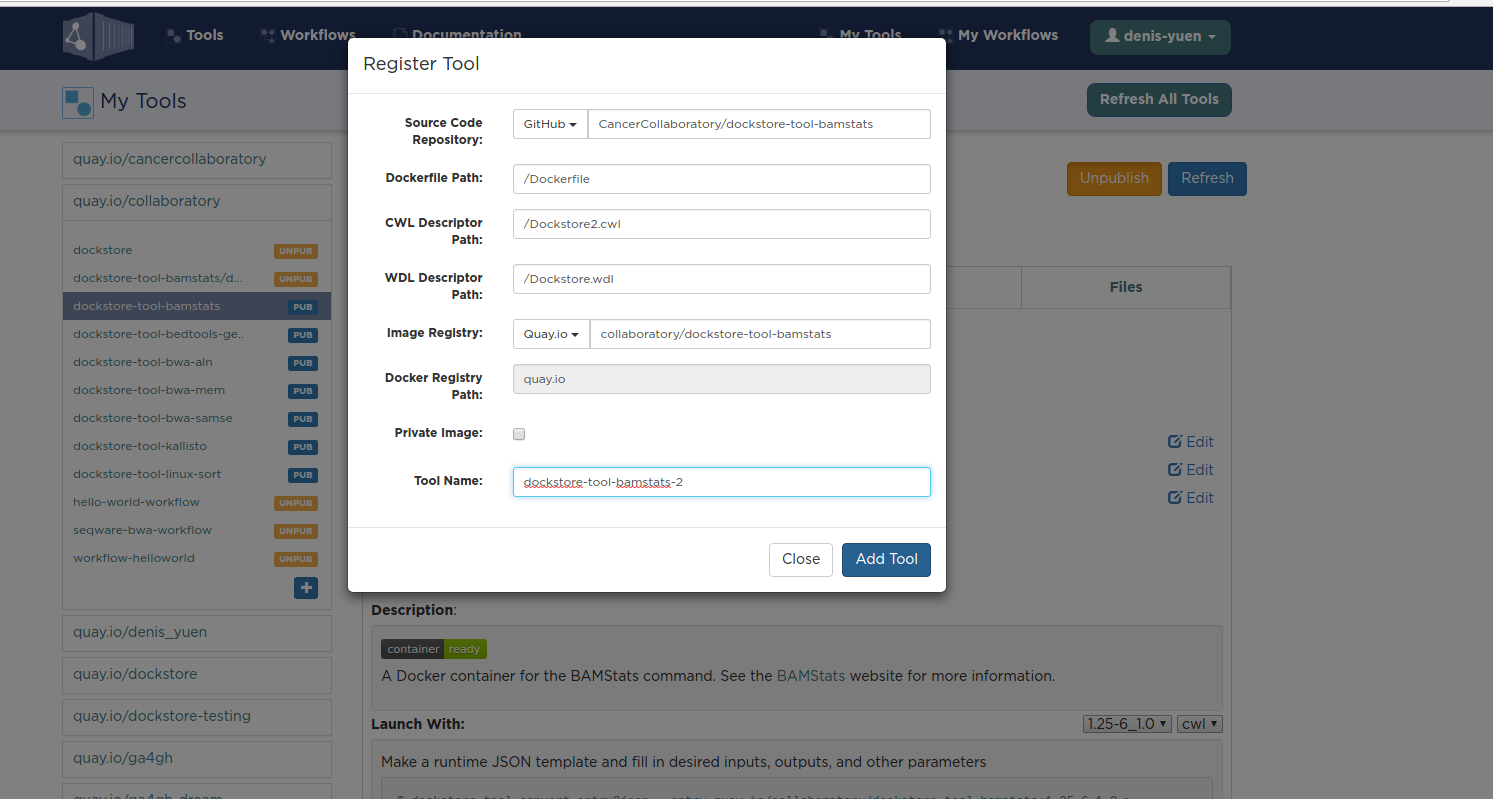 Tools
Workflows
Documentation
My Tools
My Workflows
denis-yuen
My Tools
Refresh All Tools
Register Tool
Source Code Repository:
GitHub
CancerCollaboratory/dockstore-tool-bamstats
Dockerfile Path:
/Dockerfile
CWL Descriptor Path:
/Dockstore2.cwl
WDL Descriptor Path:
/Dockstore.wdl
Image Registry:
Quay.io
collaboratory/dockstore-tool-bamstats
Docker Registry Path:
quay.io
Private Image:
Tool Name:
dockstore-tool-bamstats-2
Close
Add Tool
quay.io/cancercollaboratory
quay.io/collaboratory
dockstore UNPUB
dockstore-tool-bamstats/d... UNPUB
dockstore-tool-bamstats PUB
dockstore-tool-bedtools-ge.. PUB
dockstore-tool-bwa-aln PUB
dockstore-tool-bwa-mem PUB
dockstore-tool-bwa-samse PUB
dockstore-tool-kallisto PUB
dockstore-tool-linux-sort PUB
hello-world-workflow UNPUB
seqware-bwa-workflow UNPUB
workflow-helloworld UNPUB
quay.io/denis_yuen
quay.io/dockstore
quay.io/dockstore-testing
quay.io/ga4gh
quay.io/ga4gh-dream
Unpublish
Refresh
Files
Edit
Edit
Edit
Description:
container ready
A Docker container for the BAMStats command. See the BAMStats website for more information.
Launch With:
1.25-6_1.0
cwl
Make a runtime JSON template and fill in desired inputs, outputs, and other parameters